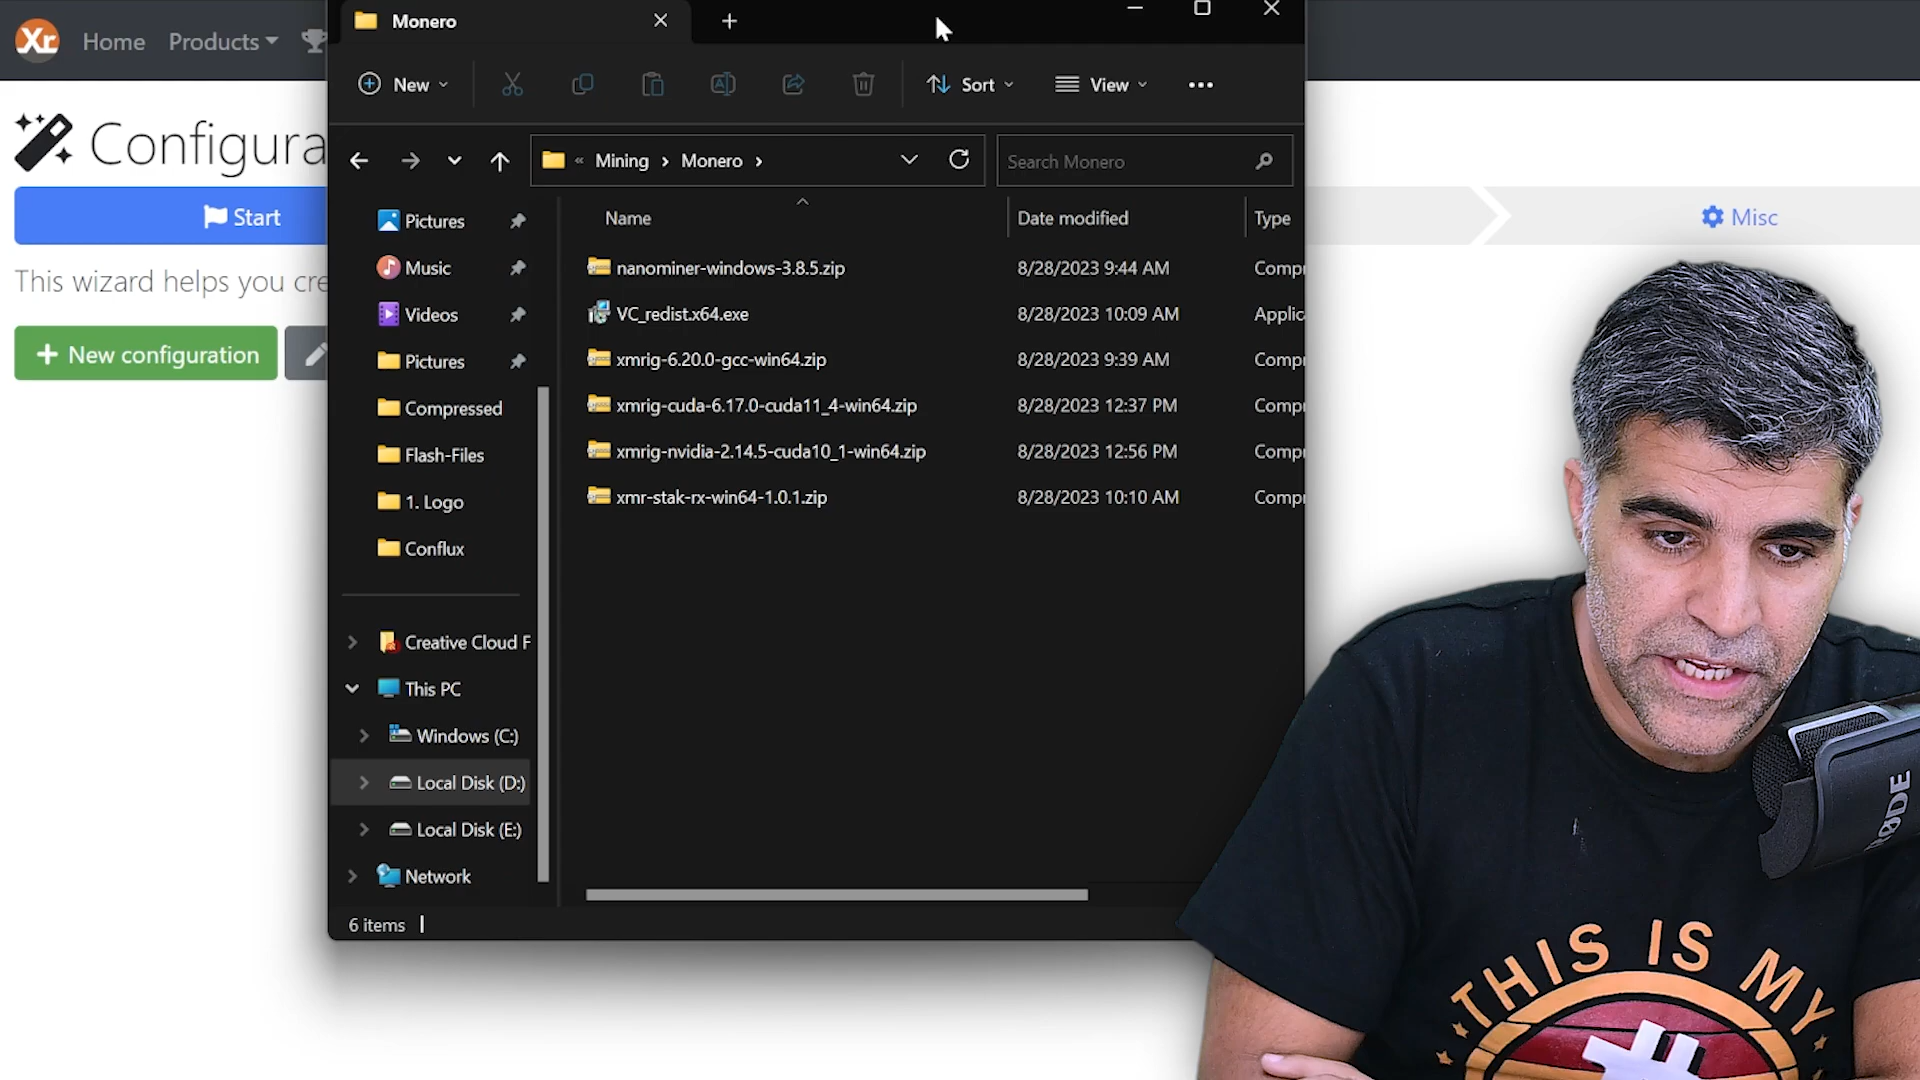 Xr Home Products
Configura
Start
This wizard helps you cre
+ New configuration
Misc
Monero
New
Sort
View
« Mining > Monero >
Search Monero
Name
Date modified
Type
nanominer-windows-3.8.5.zip 8/28/2023 9:44 AM Compr
VC_redist.x64.exe 8/28/2023 10:09 AM Applic
xmrig-6.20.0-gcc-win64.zip 8/28/2023 9:39 AM Compr
xmrig-cuda-6.17.0-cuda11_4-win64.zip 8/28/2023 12:37 PM Compr
xmrig-nvidia-2.14.5-cuda10_1-win64.zip 8/28/2023 12:56 PM Compr
xmr-stak-rx-win64-1.0.1.zip 8/28/2023 10:10 AM Compr
Pictures
Music
Videos
Pictures
Compressed
Flash-Files
1. Logo
Conflux
Creative Cloud F
This PC
Windows (C:)
Local Disk (D:)
Local Disk (E:)
Network
6 items
RØDE
THIS IS MY